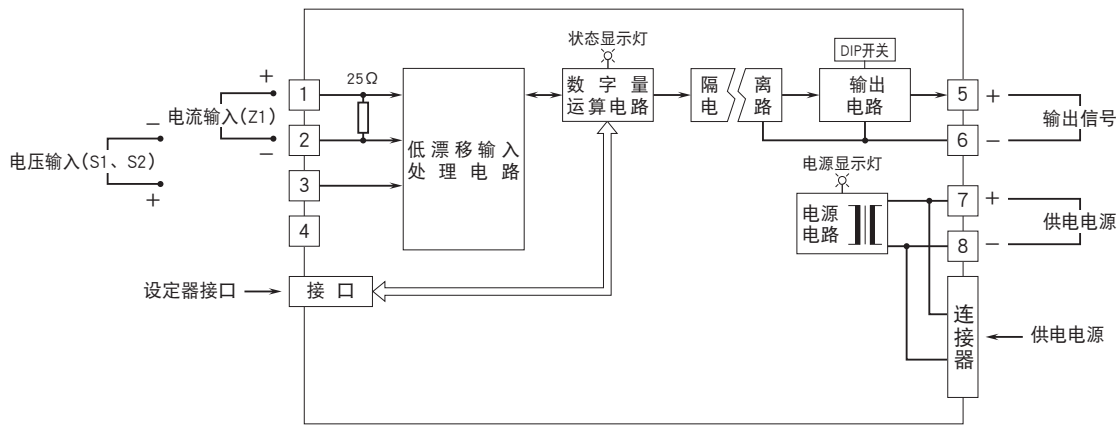 状态显示灯
DIP开关
+
1
25Ω
电流输入(Z1)
−
2
−
电压输入(S1、S2)
+
3
4
低漂移输入
处理电路
数字量
运算电路
隔离
电路
输出
电路
5
+
输出信号
6
−
电源显示灯
电源
电路
7
+
供电电源
8
−
设定器接口
接口
连接器
供电电源